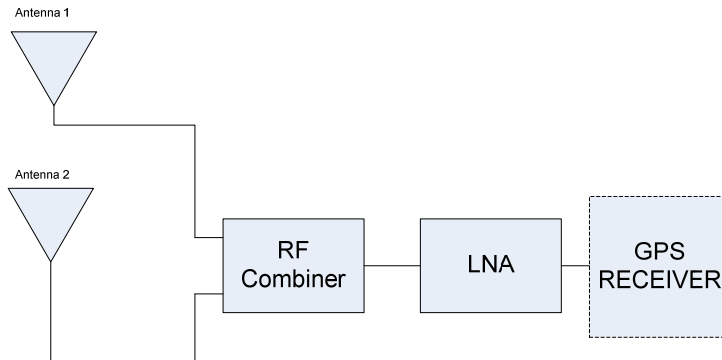 Antenna 1
Antenna 2
RF
Combiner
LNA
GPS
RECEIVER